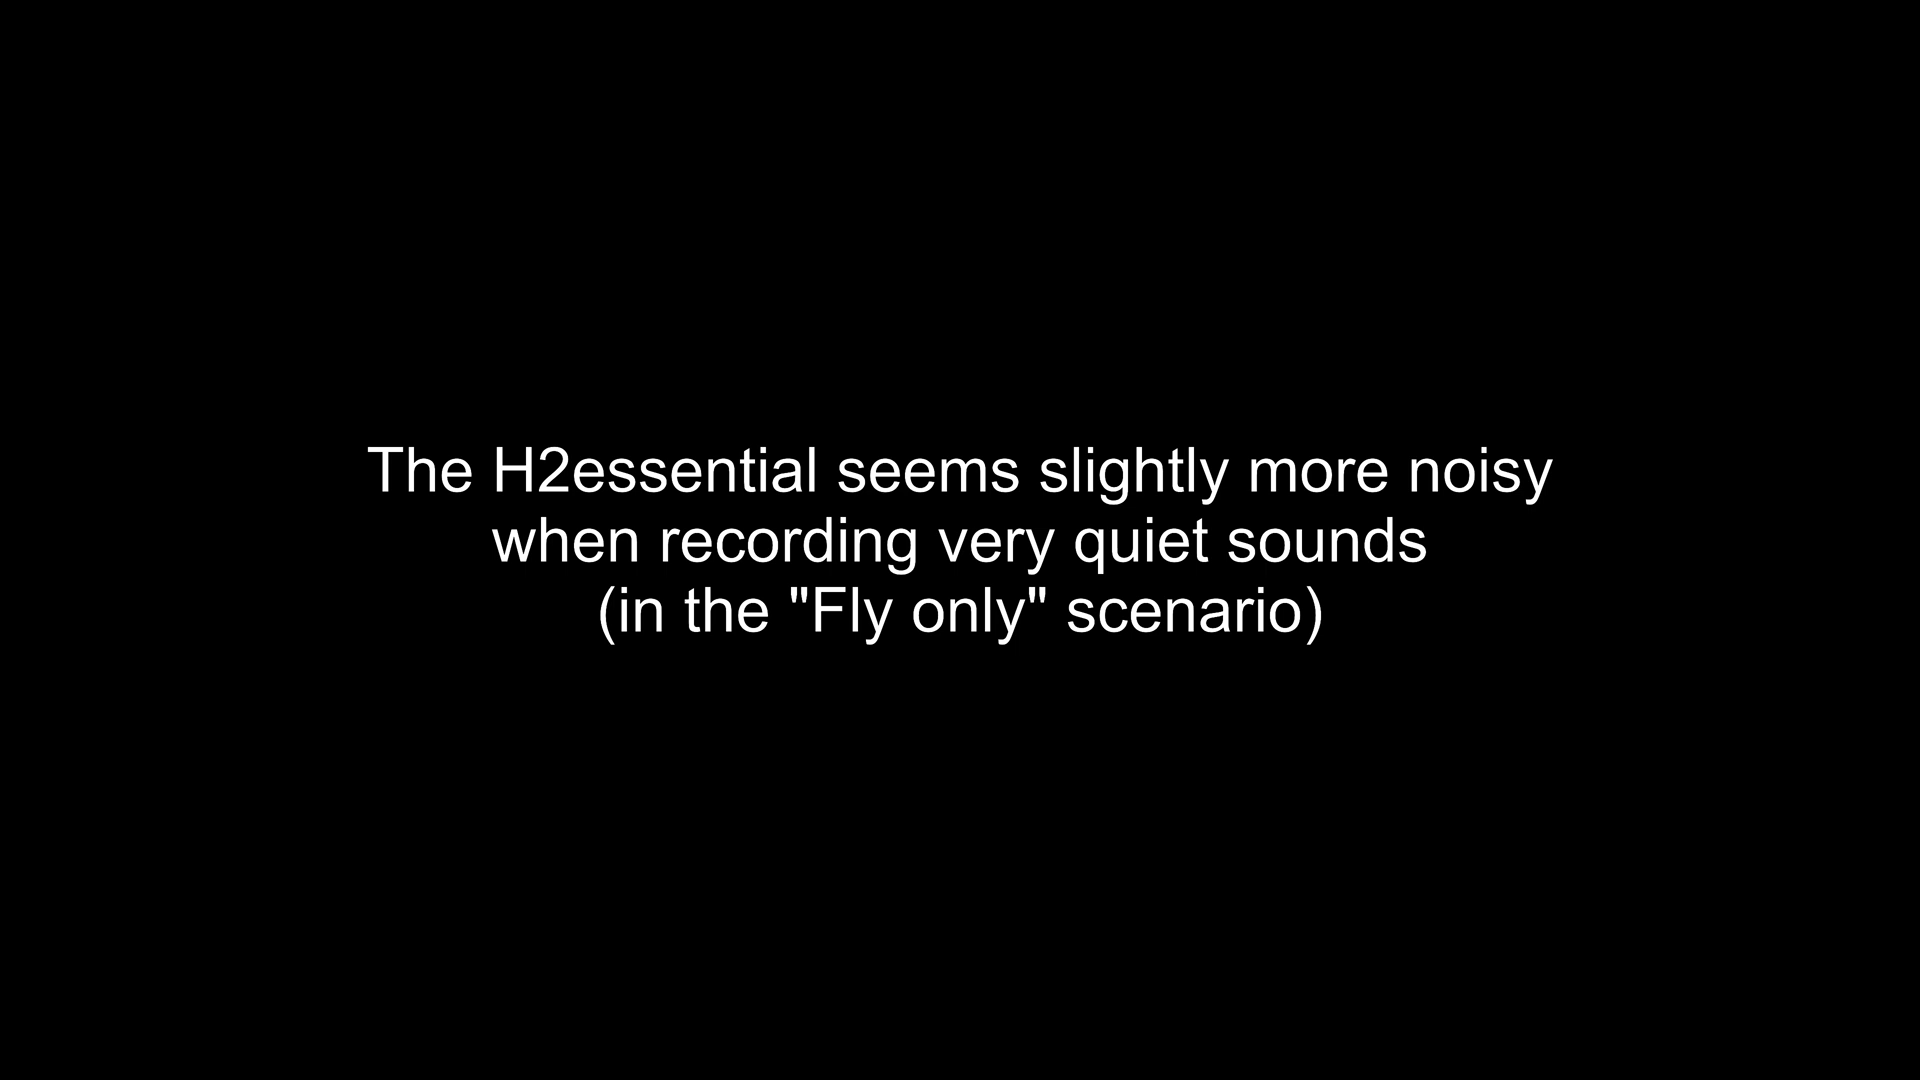 The H2essential seems slightly more noisy
when recording very quiet sounds
(in the "Fly only" scenario)